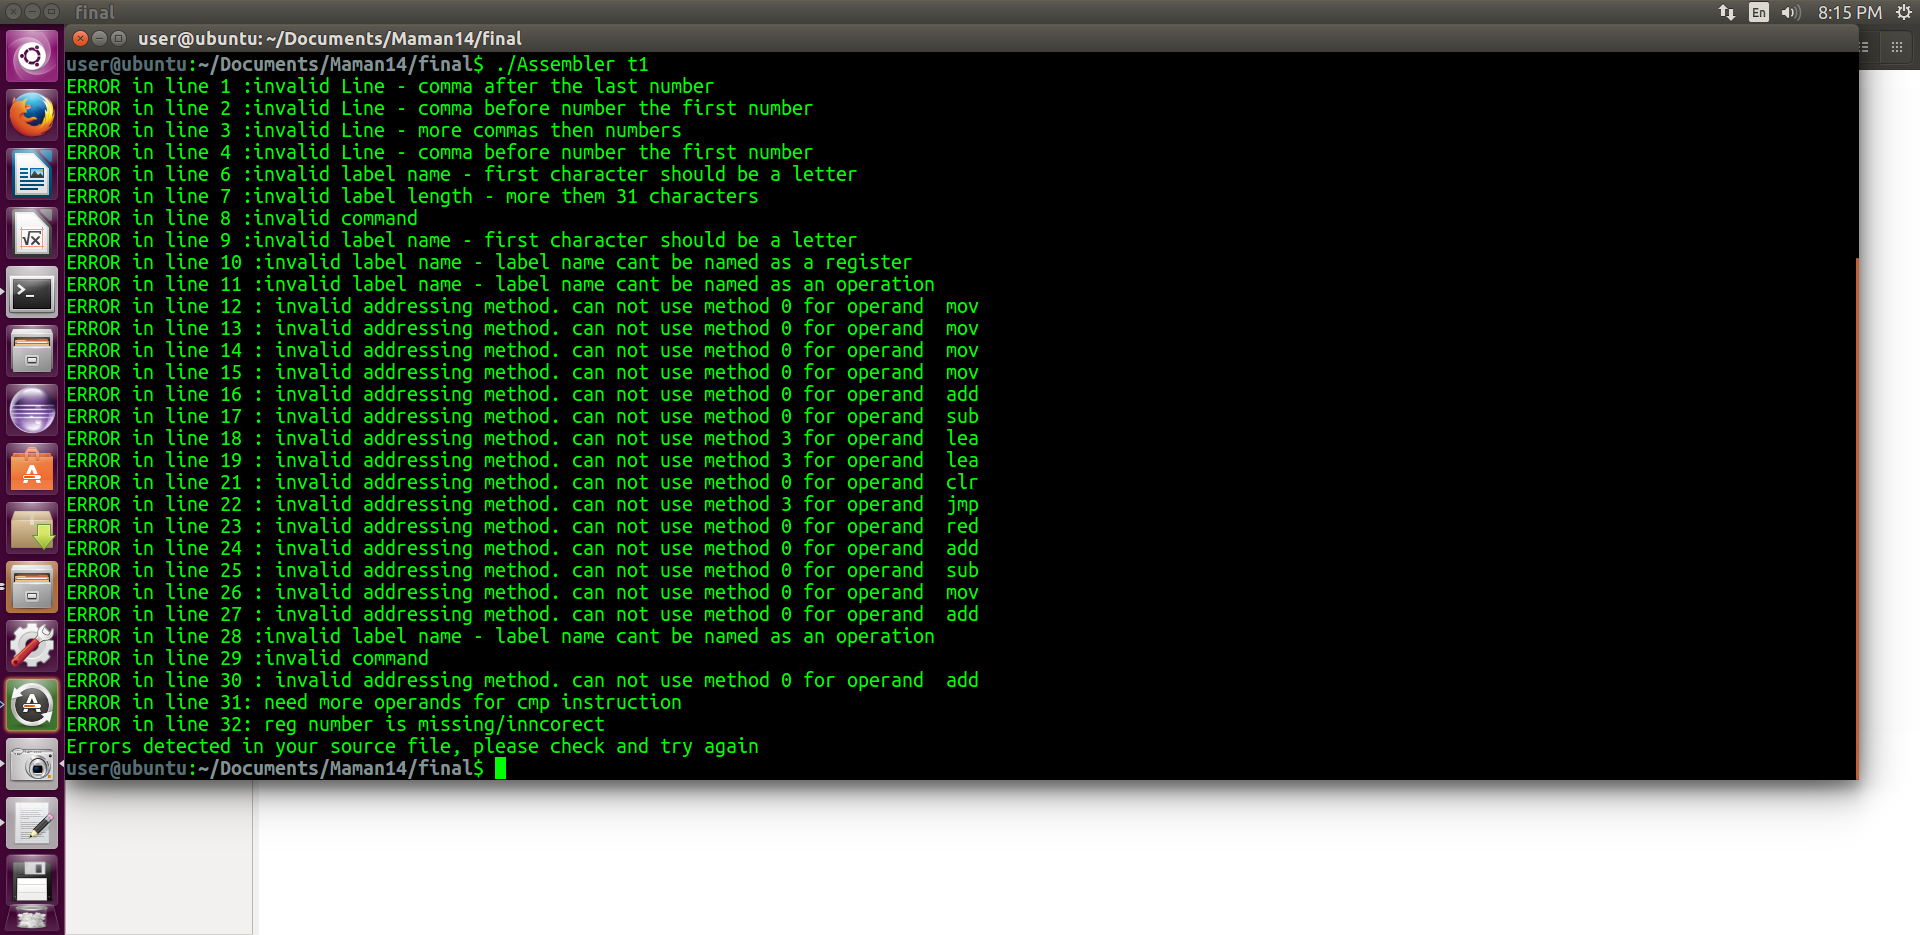 final
En
8:15 PM
user@ubuntu: ~/Documents/Maman14/final
user@ubuntu:~/Documents/Maman14/final$ ./Assembler t1
ERROR in line 1 :invalid Line - comma after the last number
ERROR in line 2 :invalid Line - comma before number the first number
ERROR in line 3 :invalid Line - more commas then numbers
ERROR in line 4 :invalid Line - comma before number the first number
ERROR in line 6 :invalid label name - first character should be a letter
ERROR in line 7 :invalid label length - more them 31 characters
ERROR in line 8 :invalid command
ERROR in line 9 :invalid label name - first character should be a letter
ERROR in line 10 :invalid label name - label name cant be named as a register
ERROR in line 11 :invalid label name - label name cant be named as an operation
ERROR in line 12 : invalid addressing method. can not use method 0 for operand  mov
ERROR in line 13 : invalid addressing method. can not use method 0 for operand  mov
ERROR in line 14 : invalid addressing method. can not use method 0 for operand  mov
ERROR in line 15 : invalid addressing method. can not use method 0 for operand  mov
ERROR in line 16 : invalid addressing method. can not use method 0 for operand  add
ERROR in line 17 : invalid addressing method. can not use method 0 for operand  sub
ERROR in line 18 : invalid addressing method. can not use method 3 for operand  lea
ERROR in line 19 : invalid addressing method. can not use method 3 for operand  lea
ERROR in line 21 : invalid addressing method. can not use method 0 for operand  clr
ERROR in line 22 : invalid addressing method. can not use method 3 for operand  jmp
ERROR in line 23 : invalid addressing method. can not use method 0 for operand  red
ERROR in line 24 : invalid addressing method. can not use method 0 for operand  add
ERROR in line 25 : invalid addressing method. can not use method 0 for operand  sub
ERROR in line 26 : invalid addressing method. can not use method 0 for operand  mov
ERROR in line 27 : invalid addressing method. can not use method 0 for operand  add
ERROR in line 28 :invalid label name - label name cant be named as an operation
ERROR in line 29 :invalid command
ERROR in line 30 : invalid addressing method. can not use method 0 for operand  add
ERROR in line 31: need more operands for cmp instruction
ERROR in line 32: reg number is missing/inncorect
Errors detected in your source file, please check and try again
user@ubuntu:~/Documents/Maman14/final$